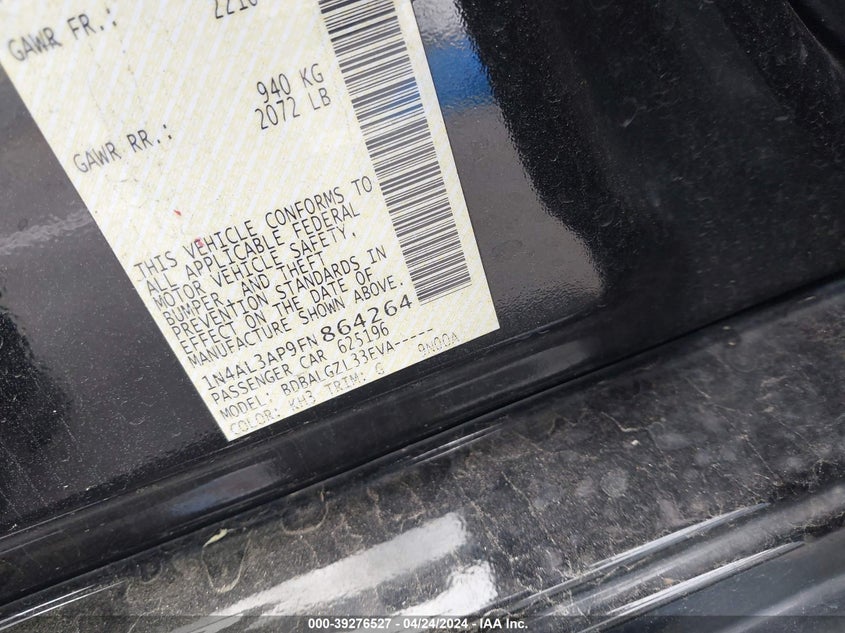 GAWR FR.:
940 KG
GAWR RR.: 2072 LB
THIS VEHICLE CONFORMS TO
ALL APPLICABLE FEDERAL
MOTOR VEHICLE SAFETY,
BUMPER, AND THEFT
PREVENTION STANDARDS IN
EFFECT ON THE DATE OF
MANUFACTURE SHOWN ABOVE.
1N4AL3AP9FN864264
PASSENGER CAR 625196
MODEL: BDBALGZL33EVA-----
COLOR: KH3 TRIM: G 9N00A
000-39276527 - 04/24/2024 - IAA, Inc.